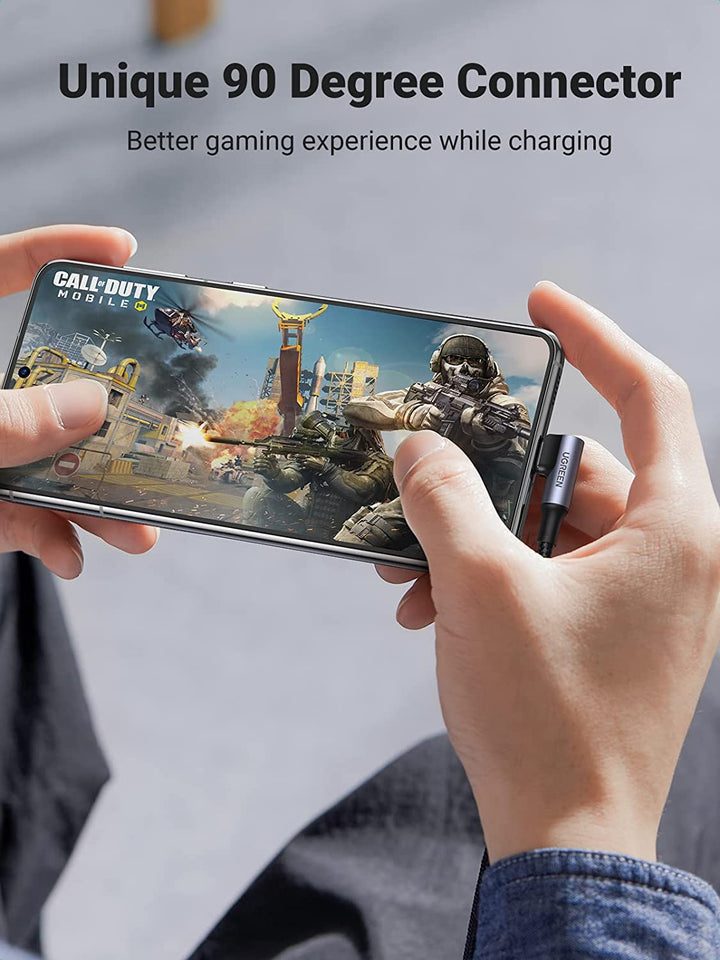 Unique 90 Degree Connector
Better gaming experience while charging
CALL OF DUTY
MOBILE M
UGREEN